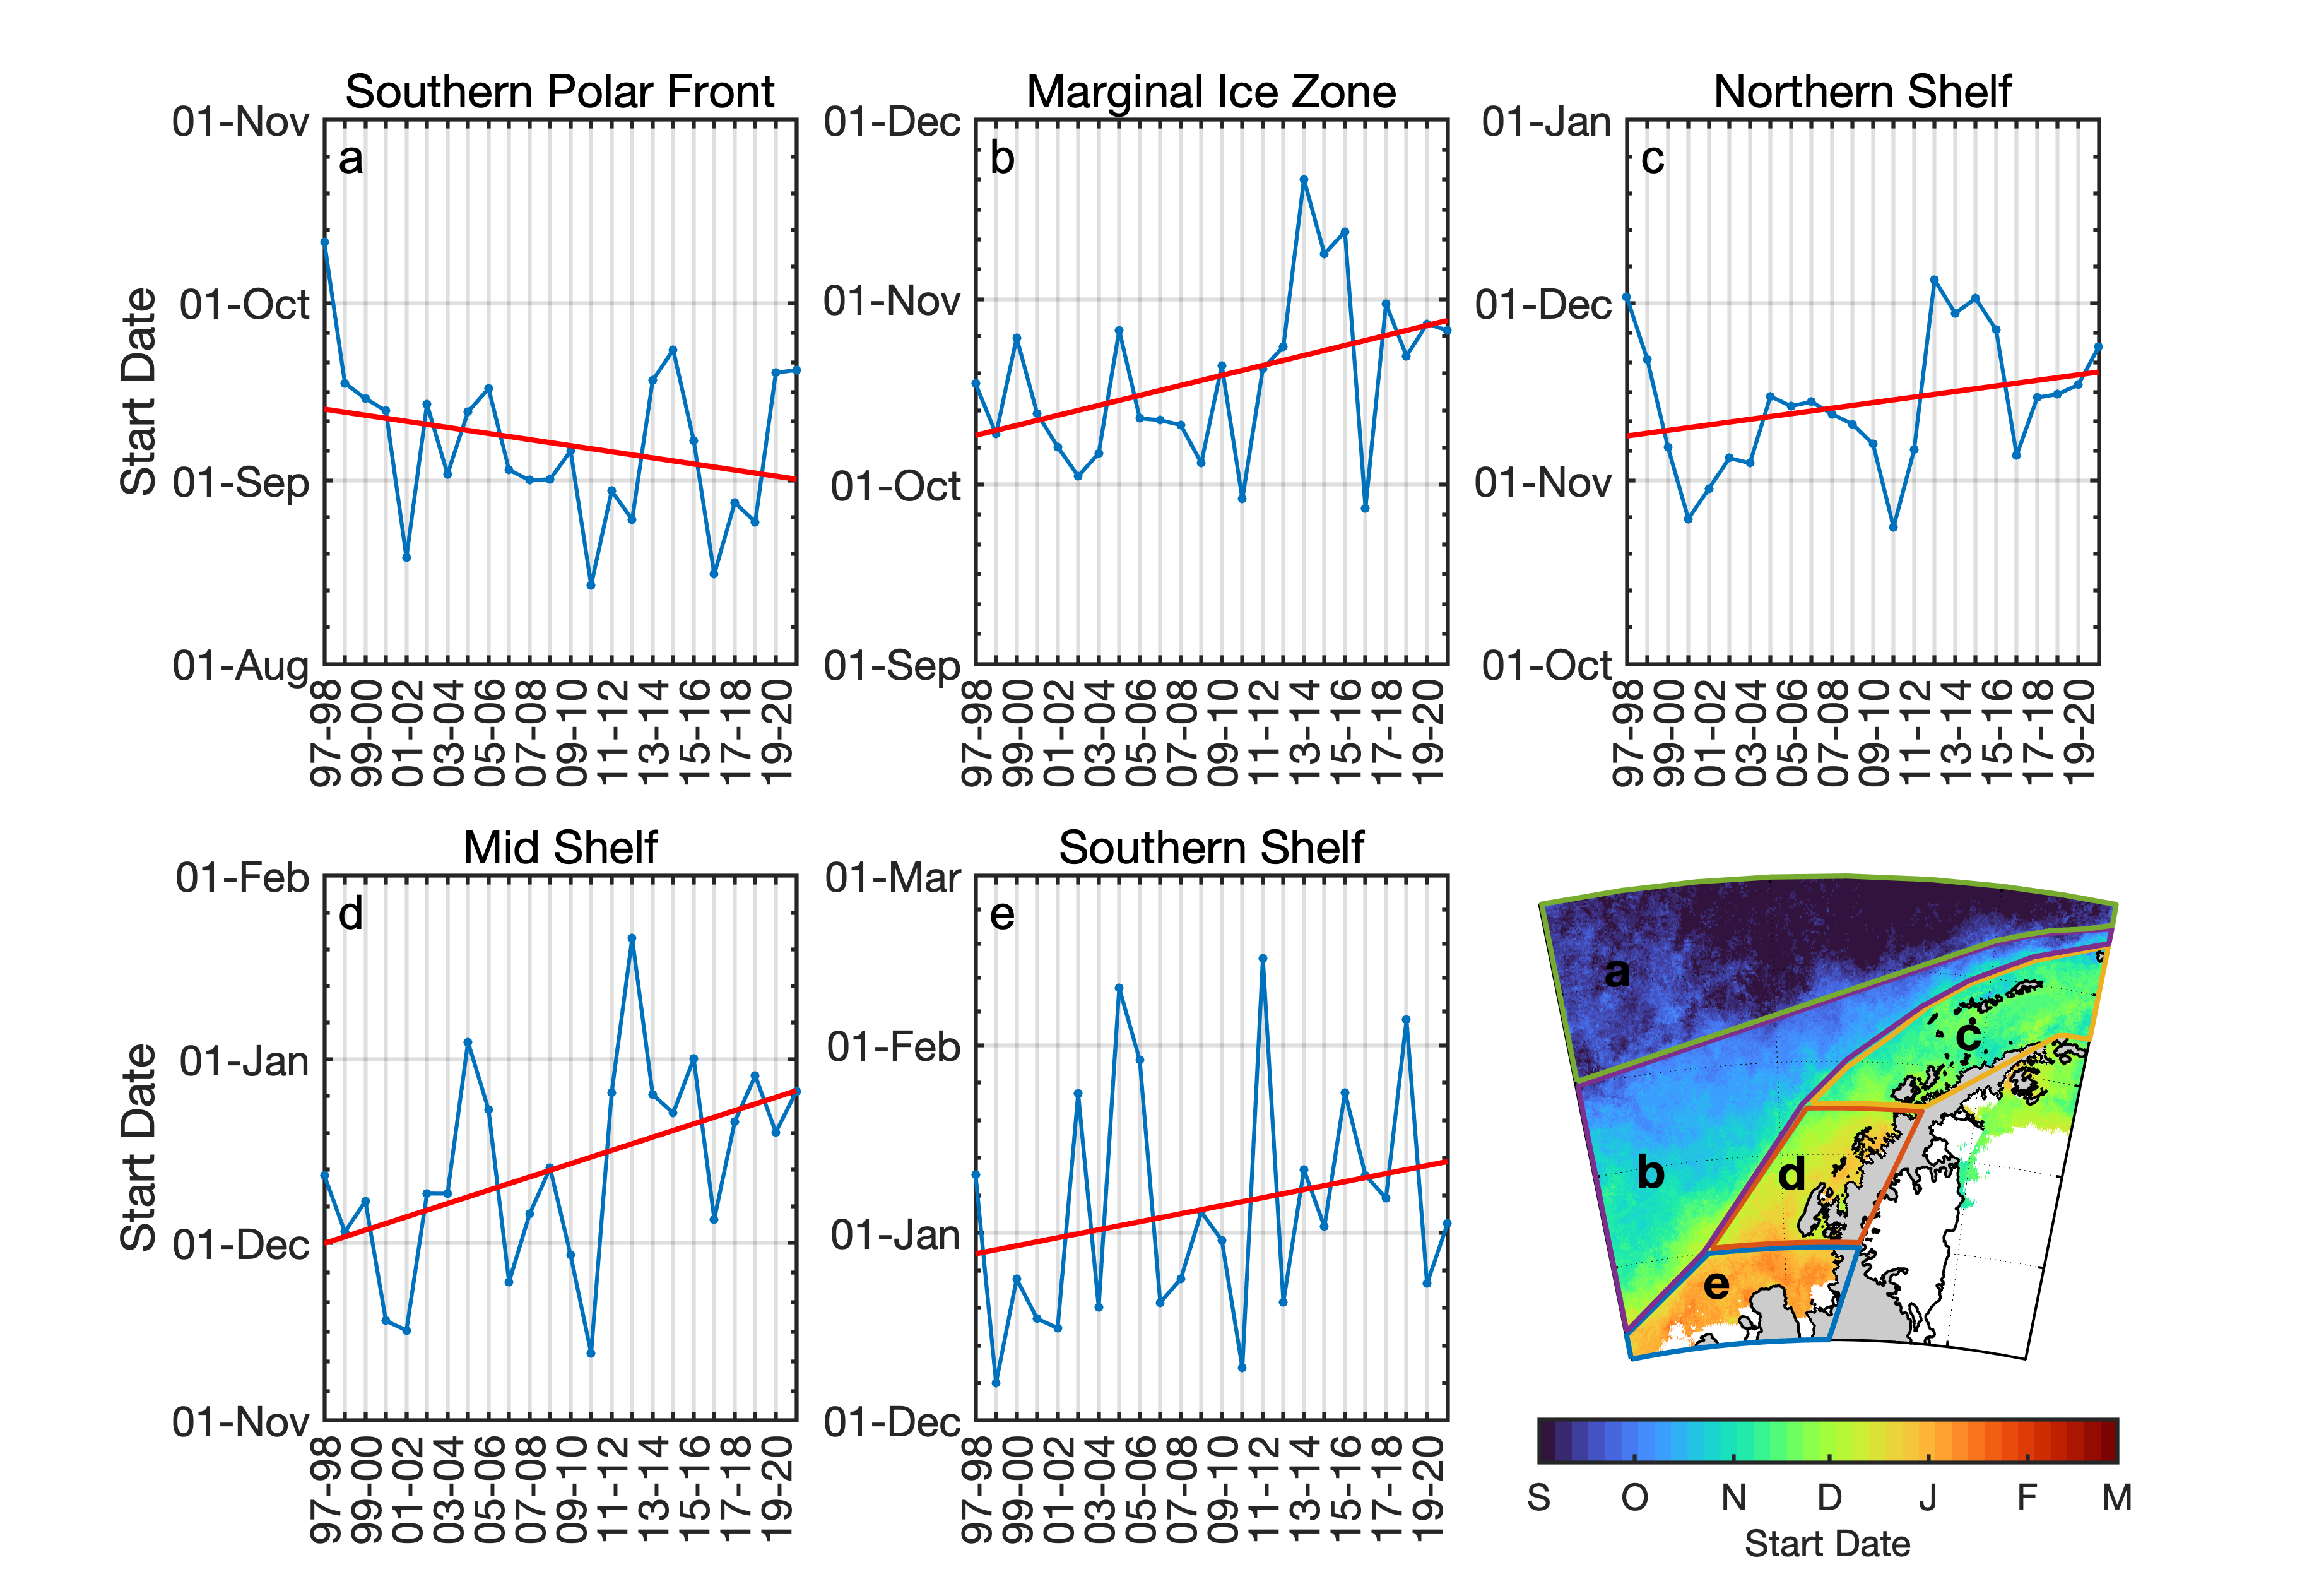 Southern Polar Front
Marginal Ice Zone
Northern Shelf
01-Nov
01-Oct
01-Sep
01-Aug
Start Date
a
97-98
99-00
01-02
03-04
05-06
07-08
09-10
11-12
13-14
15-16
17-18
19-20
01-Dec
01-Nov
01-Oct
01-Sep
b
97-98
99-00
01-02
03-04
05-06
07-08
09-10
11-12
13-14
15-16
17-18
19-20
01-Jan
01-Dec
01-Nov
01-Oct
c
97-98
99-00
01-02
03-04
05-06
07-08
09-10
11-12
13-14
15-16
17-18
19-20
Mid Shelf
Southern Shelf
01-Feb
01-Jan
01-Dec
01-Nov
Start Date
d
97-98
99-00
01-02
03-04
05-06
07-08
09-10
11-12
13-14
15-16
17-18
19-20
01-Mar
01-Feb
01-Jan
01-Dec
e
97-98
99-00
01-02
03-04
05-06
07-08
09-10
11-12
13-14
15-16
17-18
19-20
a
c
b
d
e
S O N D J F M
Start Date